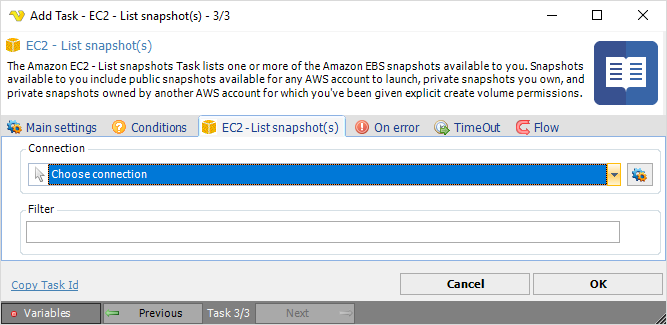 Add Task - EC2 - List snapshot(s) - 3/3
EC2 - List snapshot(s)
The Amazon EC2 - List snapshots Task lists one or more of the Amazon EBS snapshots available to you. Snapshots
available to you include public snapshots available for any AWS account to launch, private snapshots you own, and
private snapshots owned by another AWS account for which you've been given explicit create volume permissions.
Main settings Conditions EC2 - List snapshot(s) On error TimeOut Flow
Connection
Choose connection
Filter
Copy Task Id Cancel OK
Variables Previous Task 3/3 Next